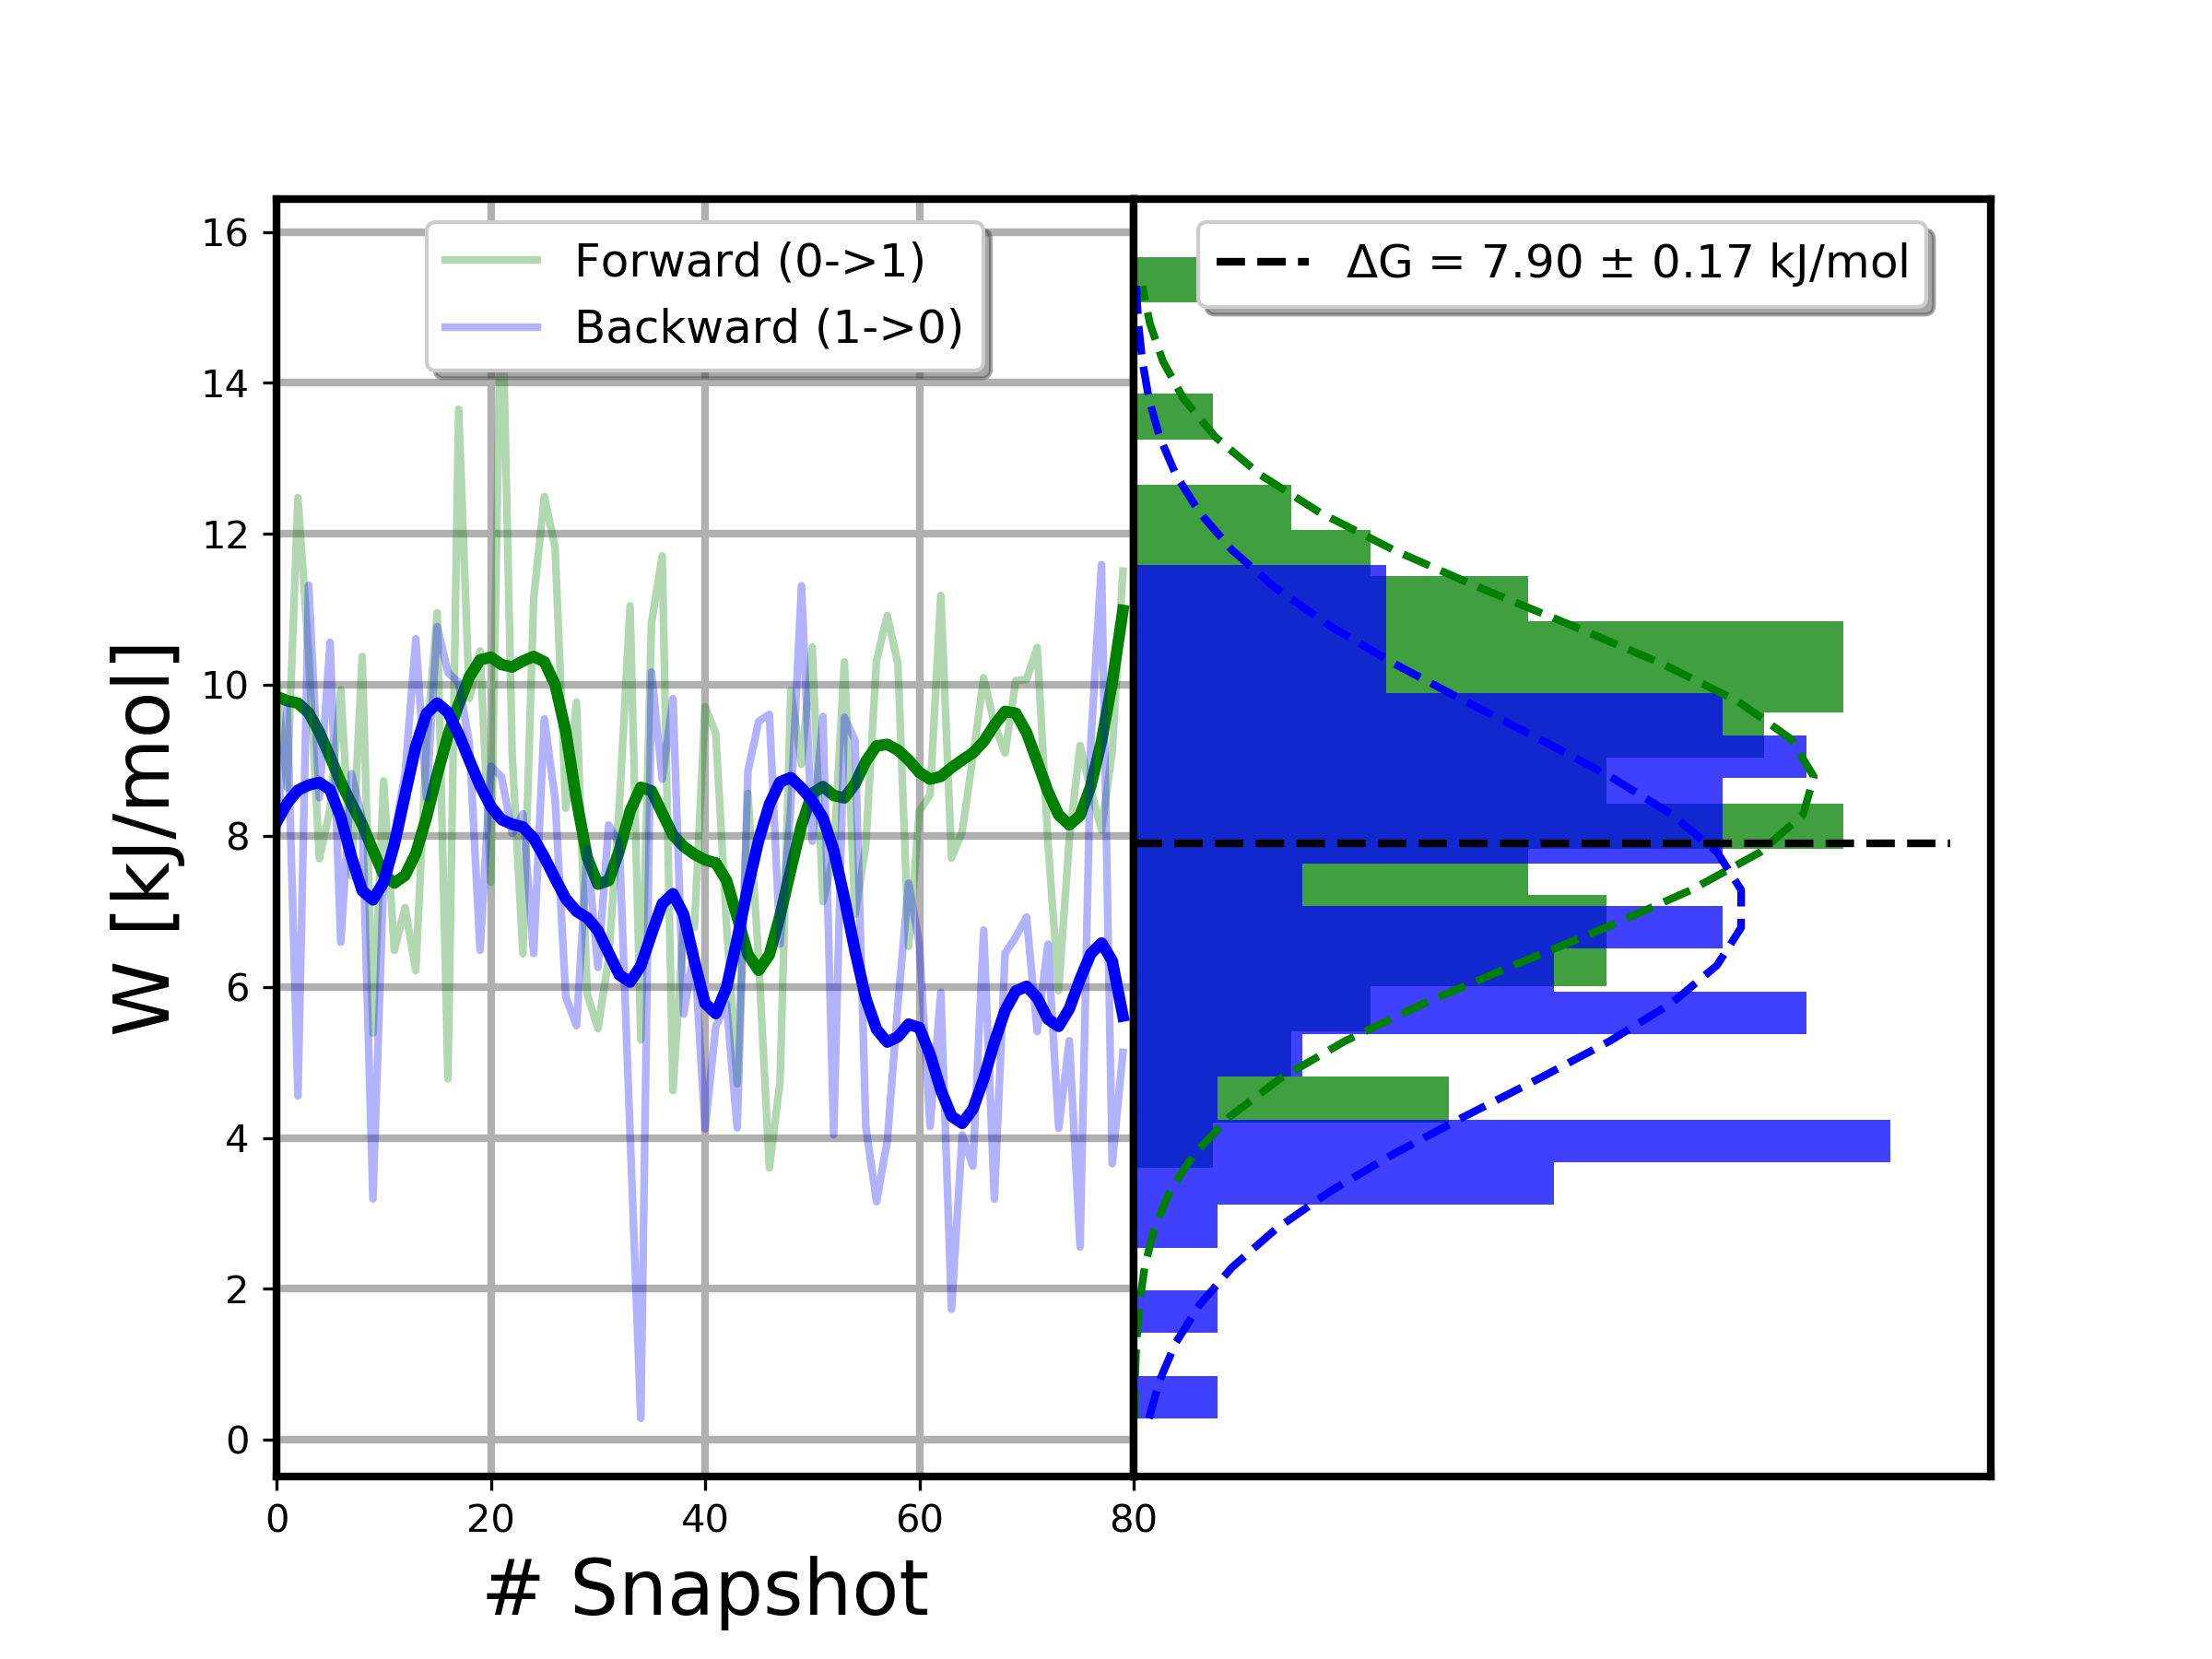 Forward (0->1)
Backward (1->0)
ΔG = 7.90 ± 0.17 kJ/mol
W [kJ/mol]
16
14
12
10
8
6
4
2
0
0 20 40 60 80
# Snapshot